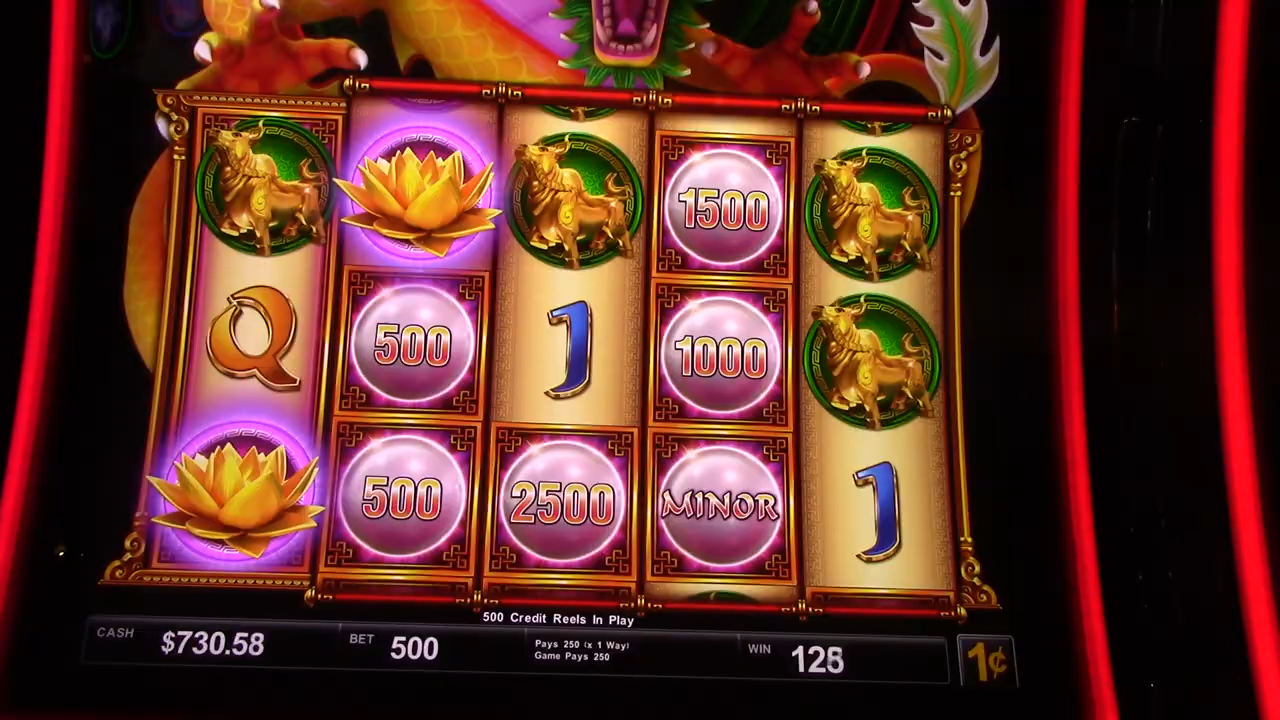 1500
Q
500
J
1000
500
2500
MINOR
J
500 Credit Reels In Play
CASH $730.58
BET 500
Pays 250 (x 1 Way)
Game Pays 250
WIN 128
1¢